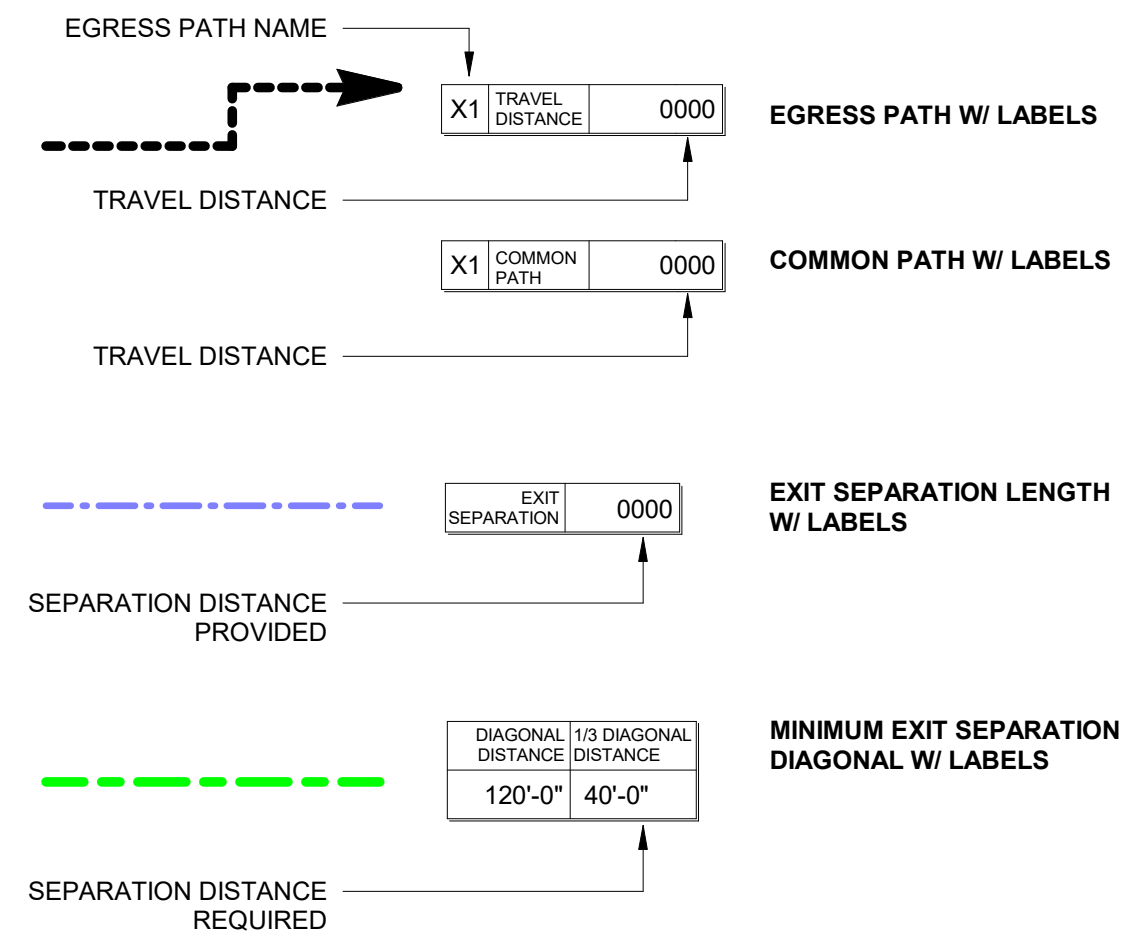 EGRESS PATH NAME
X1
TRAVEL
DISTANCE
0000
EGRESS PATH W/ LABELS
TRAVEL DISTANCE
X1
COMMON
PATH
0000
COMMON PATH W/ LABELS
TRAVEL DISTANCE
EXIT
SEPARATION
0000
EXIT SEPARATION LENGTH
W/ LABELS
SEPARATION DISTANCE
PROVIDED
DIAGONAL
DISTANCE
1/3 DIAGONAL
DISTANCE
120'-0"
40'-0"
MINIMUM EXIT SEPARATION
DIAGONAL W/ LABELS
SEPARATION DISTANCE
REQUIRED